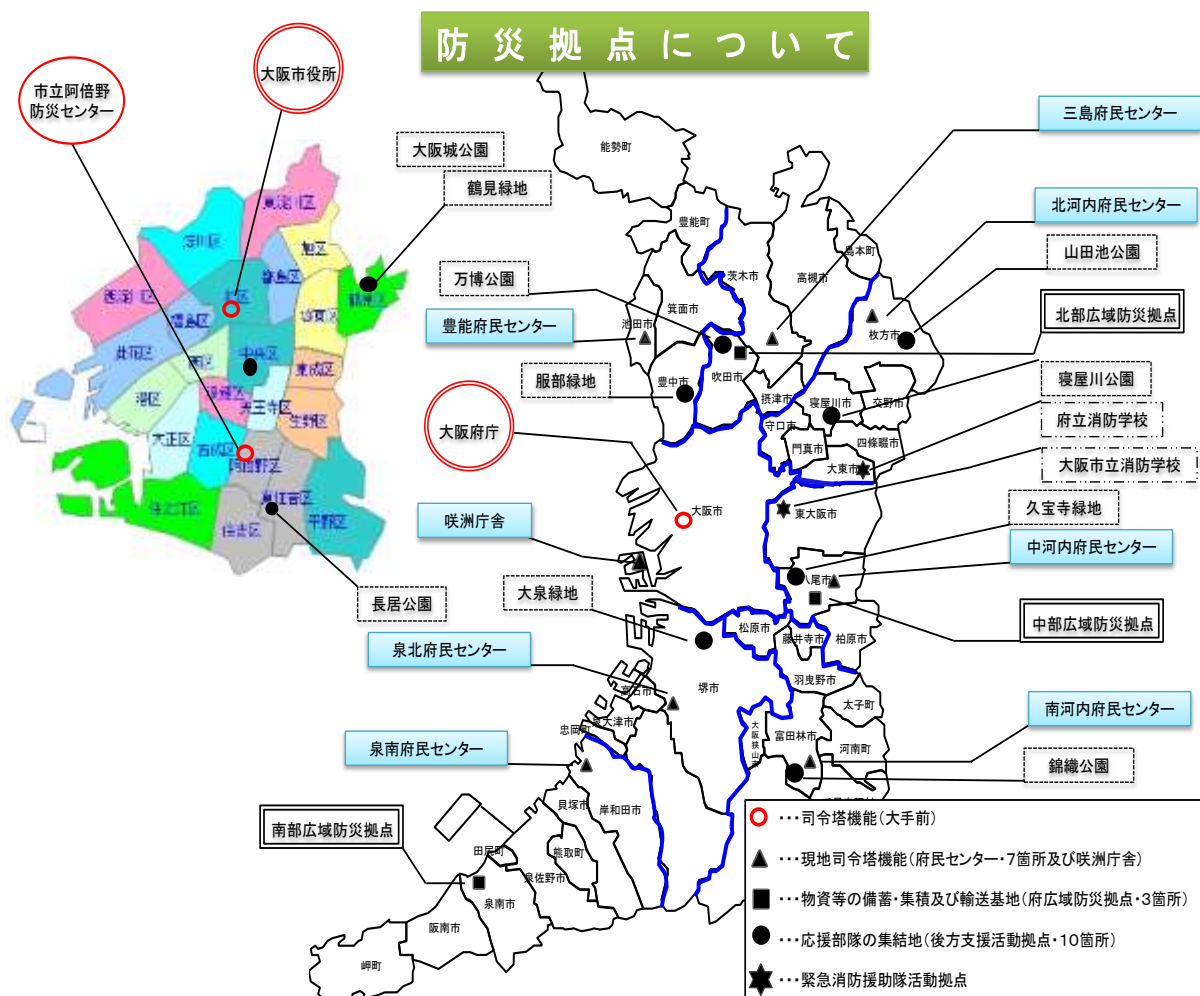 防災拠点について
大阪市役所
市立阿倍野
防災センター
大阪城公園
鶴見緑地
東淀川区
淀川区
旭区
都島区
西淀川区
北区
鶴見区
福島区
城東区
此花区
西区
中央区
東成区
港区
浪速区
天王寺区
生野区
大正区
西成区
阿倍野区
東住吉区
住之江区
住吉区
平野区
長居公園
三島府民センター
能勢町
北河内府民センター
豊能町
島本町
山田池公園
茨木市
高槻市
万博公園
箕面市
北部広域防災拠点
豊能府民センター
池田市
枚方市
服部緑地
豊中市
吹田市
摂津市
寝屋川市
交野市
寝屋川公園
守口市
府立消防学校
大阪府庁
門真市
四條畷市
大東市
大阪市立消防学校
咲洲庁舎
大阪市
東大阪市
久宝寺緑地
中河内府民センター
八尾市
大泉緑地
松原市
藤井寺市
柏原市
中部広域防災拠点
泉北府民センター
高石市
堺市
羽曳野市
太子町
南河内府民センター
泉大津市
忠岡町
大阪狭山市
富田林市
河南町
泉南府民センター
錦織公園
貝塚市
岸和田市
南部広域防災拠点
田尻町
熊取町
泉佐野市
泉南市
阪南市
岬町
・・・司令塔機能(大手前)
・・・現地司令塔機能(府民センター・7箇所及び咲洲庁舎)
・・・物資等の備蓄・集積及び輸送基地(府広域防災拠点・3箇所)
・・・応援部隊の集結地(後方支援活動拠点・10箇所)
・・・緊急消防援助隊活動拠点